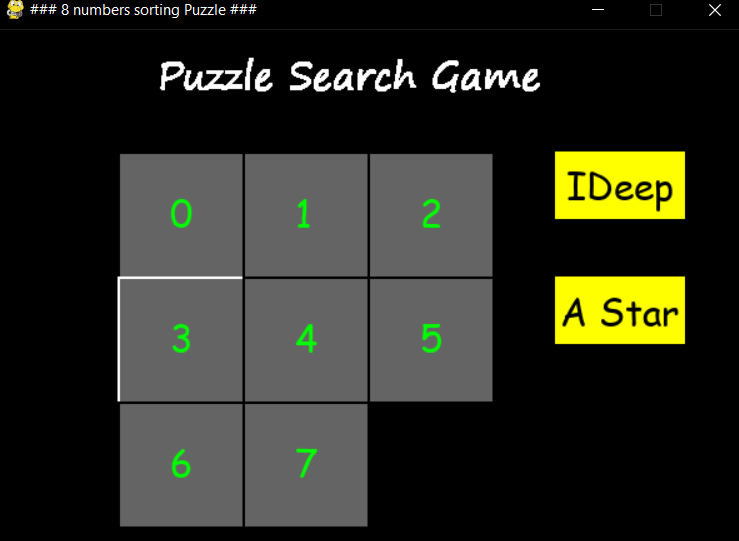 ### 8 numbers sorting Puzzle ###
Puzzle Search Game
0 1 2
IDeep
3 4 5
A Star
6 7